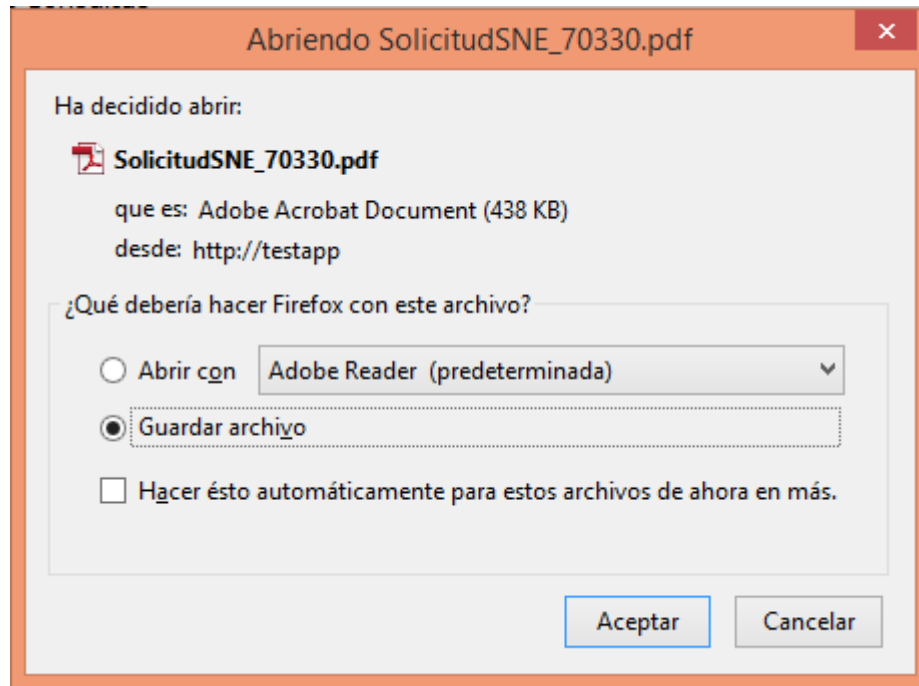 Abriendo SolicitudSNE_70330.pdf
Ha decidido abrir:
SolicitudSNE_70330.pdf
que es: Adobe Acrobat Document (438 KB)
desde: http://testapp
¿Qué debería hacer Firefox con este archivo?
Abrir con Adobe Reader (predeterminada)
Guardar archivo
Hacer ésto automáticamente para estos archivos de ahora en más.
Aceptar Cancelar